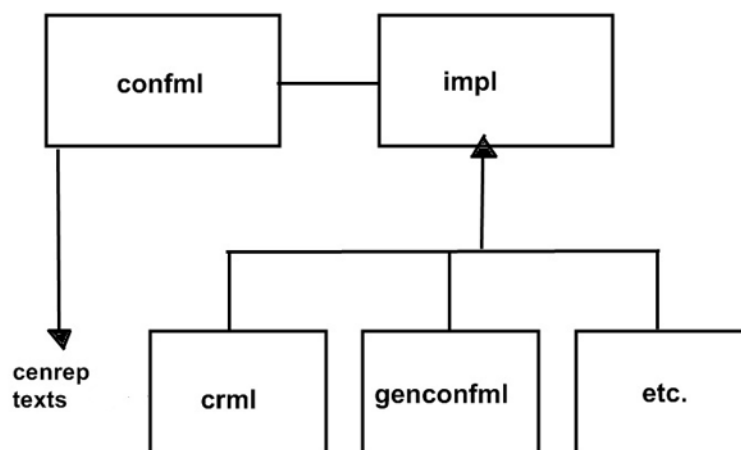 confml
impl
cenrep
texts
crml
genconfml
etc.